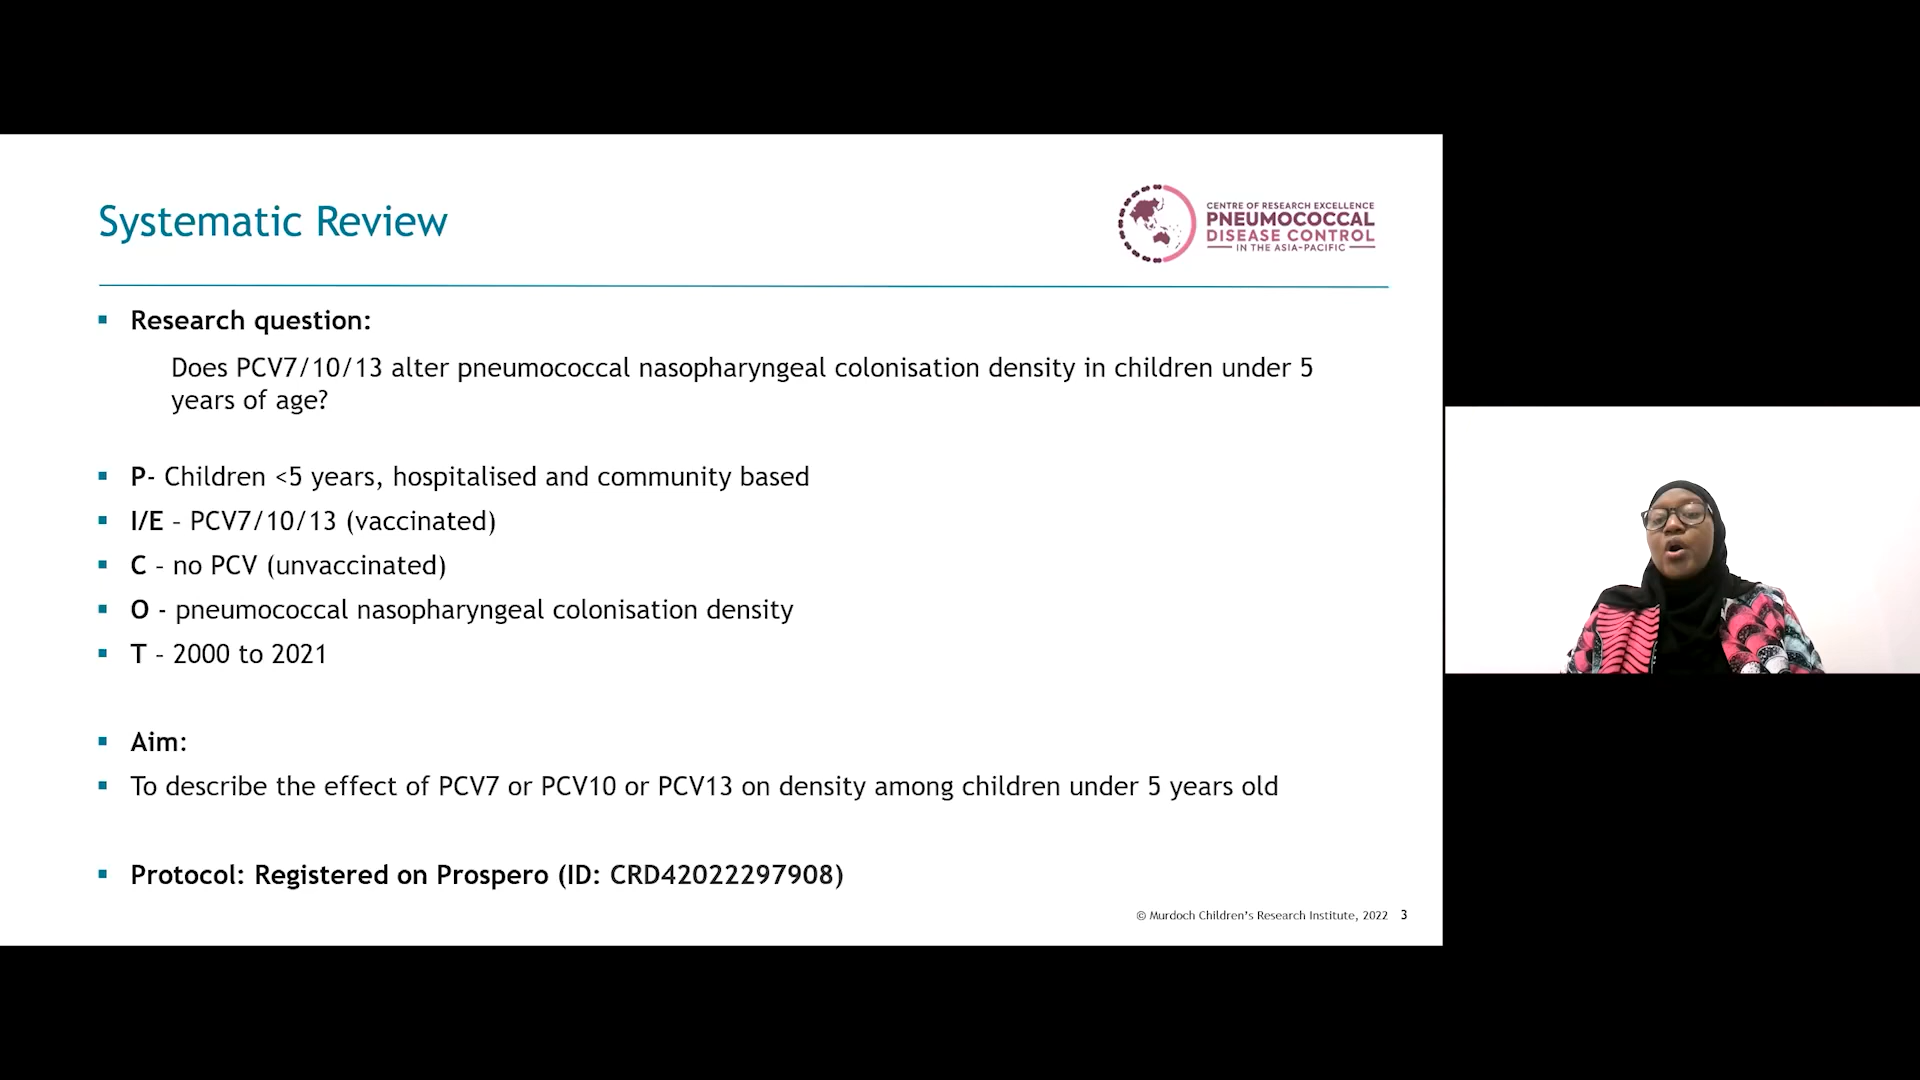 Systematic Review
CENTRE OF RESEARCH EXCELLENCE
PNEUMOCOCCAL
DISEASE CONTROL
IN THE ASIA-PACIFIC
▪ Research question:
Does PCV7/10/13 alter pneumococcal nasopharyngeal colonisation density in children under 5
years of age?
▪ P- Children <5 years, hospitalised and community based
▪ I/E – PCV7/10/13 (vaccinated)
▪ C – no PCV (unvaccinated)
▪ O - pneumococcal nasopharyngeal colonisation density
▪ T – 2000 to 2021
▪ Aim:
▪ To describe the effect of PCV7 or PCV10 or PCV13 on density among children under 5 years old
▪ Protocol: Registered on Prospero (ID: CRD42022297908)
© Murdoch Children's Research Institute, 2022 3